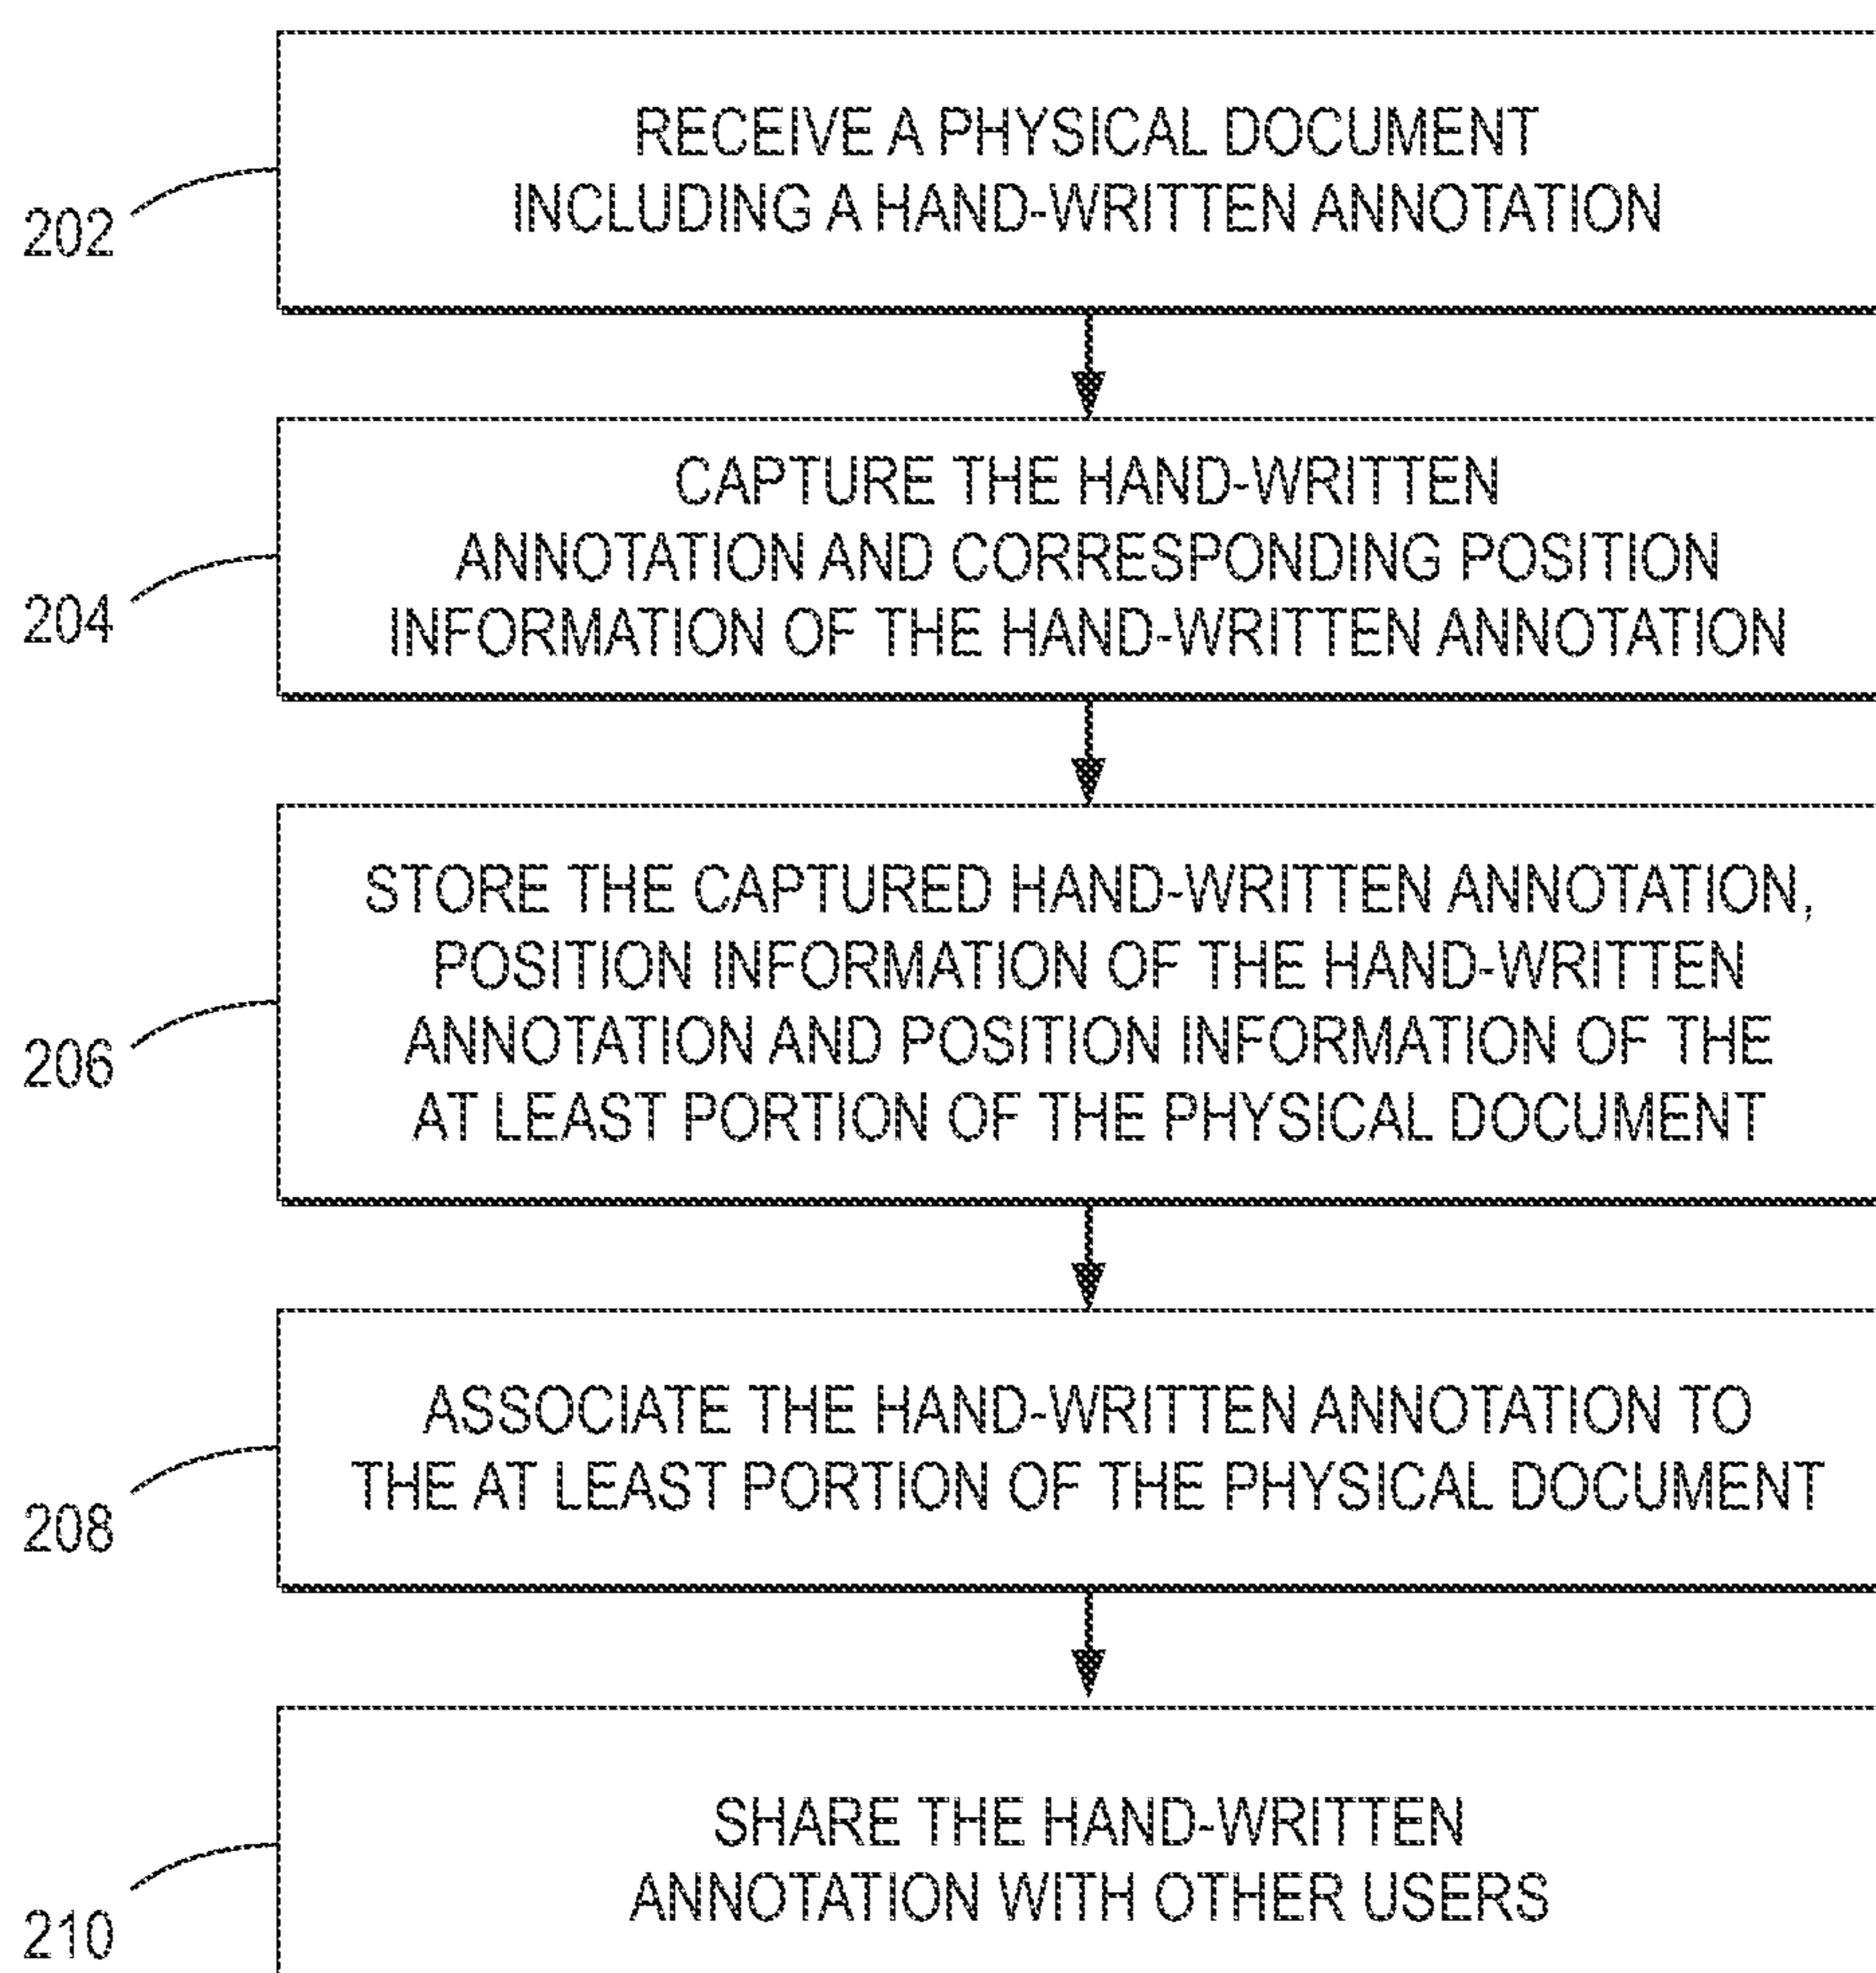 RECEIVE A PHYSICAL DOCUMENT
INCLUDING A HAND-WRITTEN ANNOTATION
202
CAPTURE THE HAND-WRITTEN
ANNOTATION AND CORRESPONDING POSITION
INFORMATION OF THE HAND-WRITTEN ANNOTATION
204
STORE THE CAPTURED HAND-WRITTEN ANNOTATION,
POSITION INFORMATION OF THE HAND-WRITTEN
ANNOTATION AND POSITION INFORMATION OF THE
AT LEAST PORTION OF THE PHYSICAL DOCUMENT
206
ASSOCIATE THE HAND-WRITTEN ANNOTATION TO
THE AT LEAST PORTION OF THE PHYSICAL DOCUMENT
208
SHARE THE HAND-WRITTEN
ANNOTATION WITH OTHER USERS
210